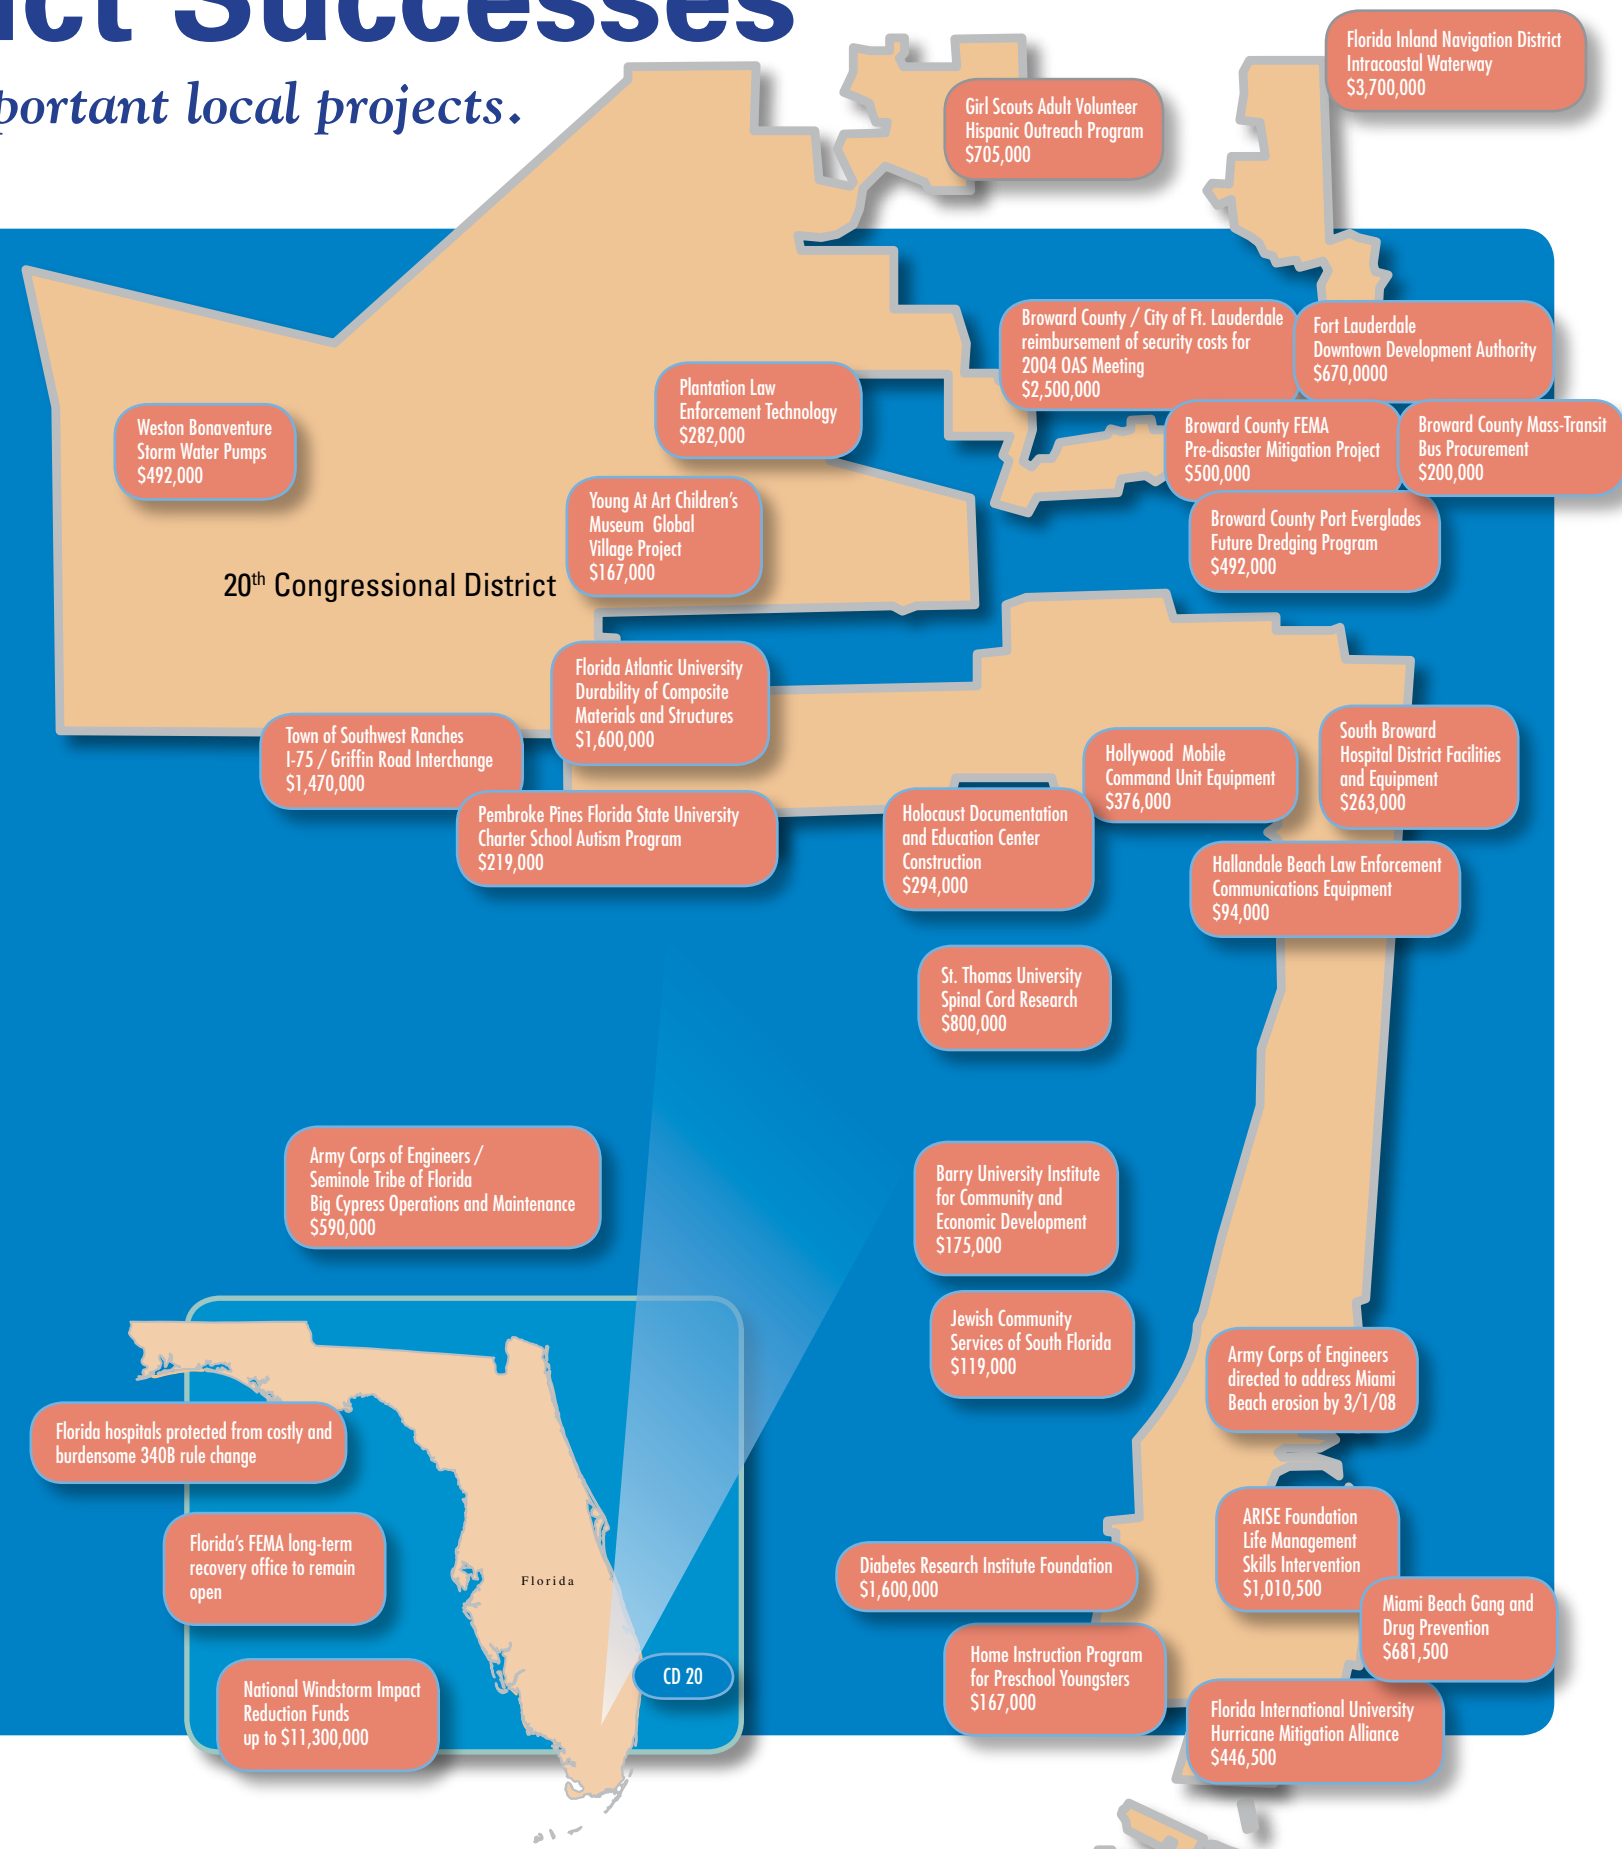 ict Successes
portant local projects.
Florida Inland Navigation District
Intracoastal Waterway
$3,700,000
Girl Scouts Adult Volunteer
Hispanic Outreach Program
$705,000
Broward County / City of Ft. Lauderdale
reimbursement of security costs for
2004 OAS Meeting
$2,500,000
Fort Lauderdale
Downtown Development Authority
$670,0000
Plantation Law
Enforcement Technology
$282,000
Weston Bonaventure
Storm Water Pumps
$492,000
Broward County FEMA
Pre-disaster Mitigation Project
$500,000
Broward County Mass-Transit
Bus Procurement
$200,000
Young At Art Children's
Museum Global
Village Project
$167,000
Broward County Port Everglades
Future Dredging Program
$492,000
20th Congressional District
Florida Atlantic University
Durability of Composite
Materials and Structures
$1,600,000
Town of Southwest Ranches
I-75 / Griffin Road Interchange
$1,470,000
Pembroke Pines Florida State University
Charter School Autism Program
$219,000
Hollywood Mobile
Command Unit Equipment
$376,000
South Broward
Hospital District Facilities
and Equipment
$263,000
Holocaust Documentation
and Education Center
Construction
$294,000
Hallandale Beach Law Enforcement
Communications Equipment
$94,000
St. Thomas University
Spinal Cord Research
$800,000
Army Corps of Engineers /
Seminole Tribe of Florida
Big Cypress Operations and Maintenance
$590,000
Barry University Institute
for Community and
Economic Development
$175,000
Jewish Community
Services of South Florida
$119,000
Army Corps of Engineers
directed to address Miami
Beach erosion by 3/1/08
Florida hospitals protected from costly and
burdensome 340B rule change
Florida's FEMA long-term
recovery office to remain
open
Florida
National Windstorm Impact
Reduction Funds
up to $11,300,000
CD 20
Diabetes Research Institute Foundation
$1,600,000
ARISE Foundation
Life Management
Skills Intervention
$1,010,500
Miami Beach Gang and
Drug Prevention
$681,500
Home Instruction Program
for Preschool Youngsters
$167,000
Florida International University
Hurricane Mitigation Alliance
$446,500